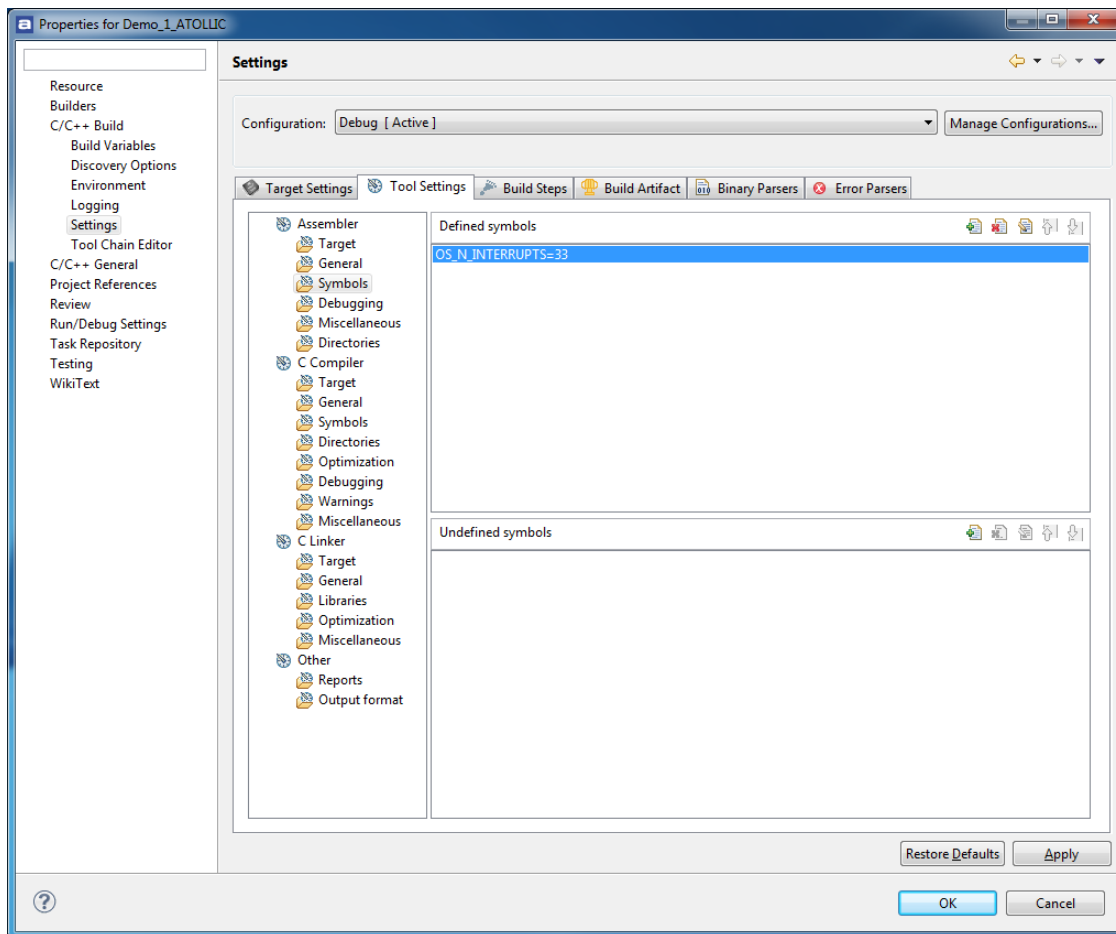 Properties for Demo_1_ATOLLIC
Settings
Resource
Builders
C/C++ Build
Build Variables
Discovery Options
Environment
Logging
Settings
Tool Chain Editor
C/C++ General
Project References
Review
Run/Debug Settings
Task Repository
Testing
WikiText
Configuration: Debug [ Active ] Manage Configurations...
Target Settings Tool Settings Build Steps Build Artifact Binary Parsers Error Parsers
Assembler
Target
General
Symbols
Debugging
Miscellaneous
Directories
C Compiler
Target
General
Symbols
Directories
Optimization
Debugging
Warnings
Miscellaneous
C Linker
Target
General
Libraries
Optimization
Miscellaneous
Other
Reports
Output format
Defined symbols
OS_N_INTERRUPTS=33
Undefined symbols
Restore Defaults Apply
OK Cancel